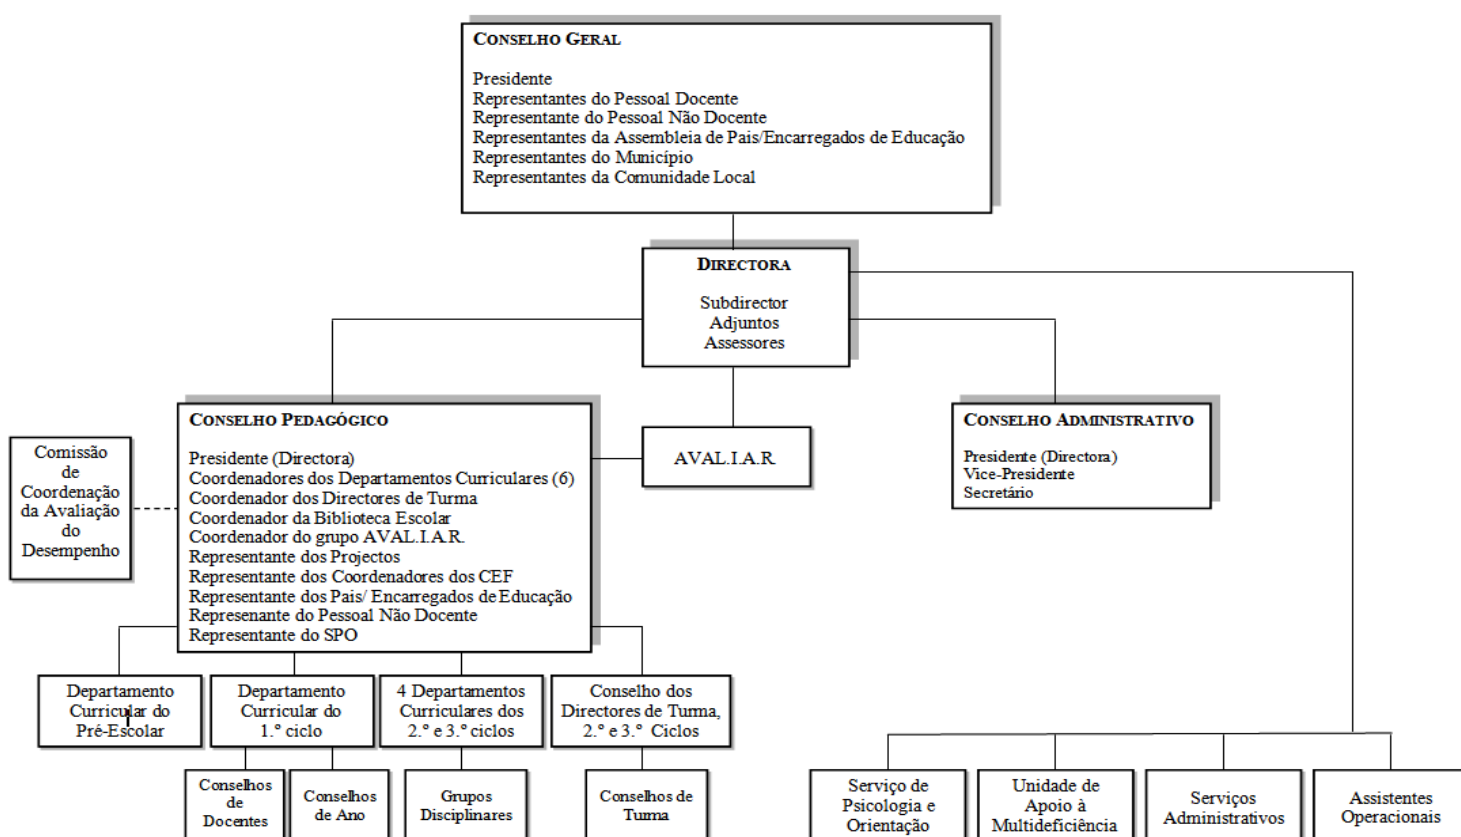 CONSELHO GERAL
Presidente
Representantes do Pessoal Docente
Representante do Pessoal Não Docente
Representantes da Assembleia de Pais/Encarregados de Educação
Representantes do Município
Representantes da Comunidade Local
DIRECTORA
Subdirector
Adjuntos
Assessores
CONSELHO PEDAGÓGICO
Presidente (Directora)
Coordenadores dos Departamentos Curriculares (6)
Coordenador dos Directores de Turma
Coordenador da Biblioteca Escolar
Coordenador do grupo AVAL.I.A.R.
Representante dos Projectos
Representante dos Coordenadores dos CEF
Representante dos Pais/ Encarregados de Educação
Represenante do Pessoal Não Docente
Representante do SPO
Comissão
de
Coordenação
da Avaliação
do
Desempenho
AVAL.I.A.R.
CONSELHO ADMINISTRATIVO
Presidente (Directora)
Vice-Presidente
Secretário
Departamento
Curricular do
Pré-Escolar
Departamento
Curricular do
1.º ciclo
4 Departamentos
Curriculares dos
2.º e 3.º ciclos
Conselho dos
Directores de Turma,
2.º e 3.º Ciclos
Conselhos
de
Docentes
Conselhos
de Ano
Grupos
Disciplinares
Conselhos de
Turma
Serviço de
Psicologia e
Orientação
Unidade de
Apoio à
Multideficiência
Serviços
Administrativos
Assistentes
Operacionais